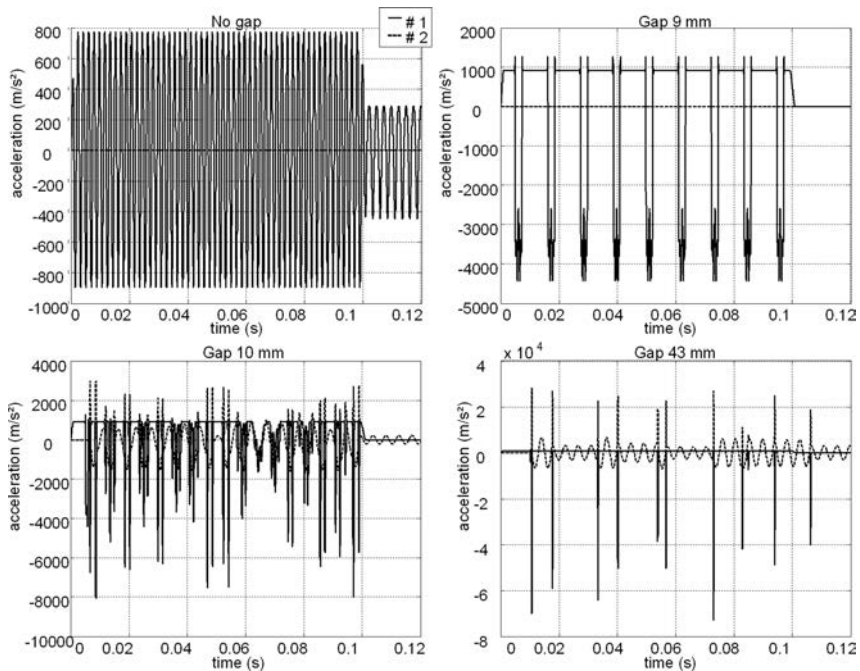 No gap
# 1
# 2
800
600
400
200
0
-200
-400
-600
-800
-1000
acceleration (m/s²)
0 0.02 0.04 0.06 0.08 0.1 0.12
time (s)
Gap 9 mm
2000
1000
0
-1000
-2000
-3000
-4000
-5000
acceleration (m/s²)
0 0.02 0.04 0.06 0.08 0.1 0.12
time (s)
Gap 10 mm
4000
2000
0
-2000
-4000
-6000
-8000
-10000
acceleration (m/s²)
0 0.02 0.04 0.06 0.08 0.1 0.12
time (s)
x 10 4
Gap 43 mm
4
2
0
-2
-4
-6
-8
acceleration (m/s²)
0 0.02 0.04 0.06 0.08 0.1 0.12
time (s)